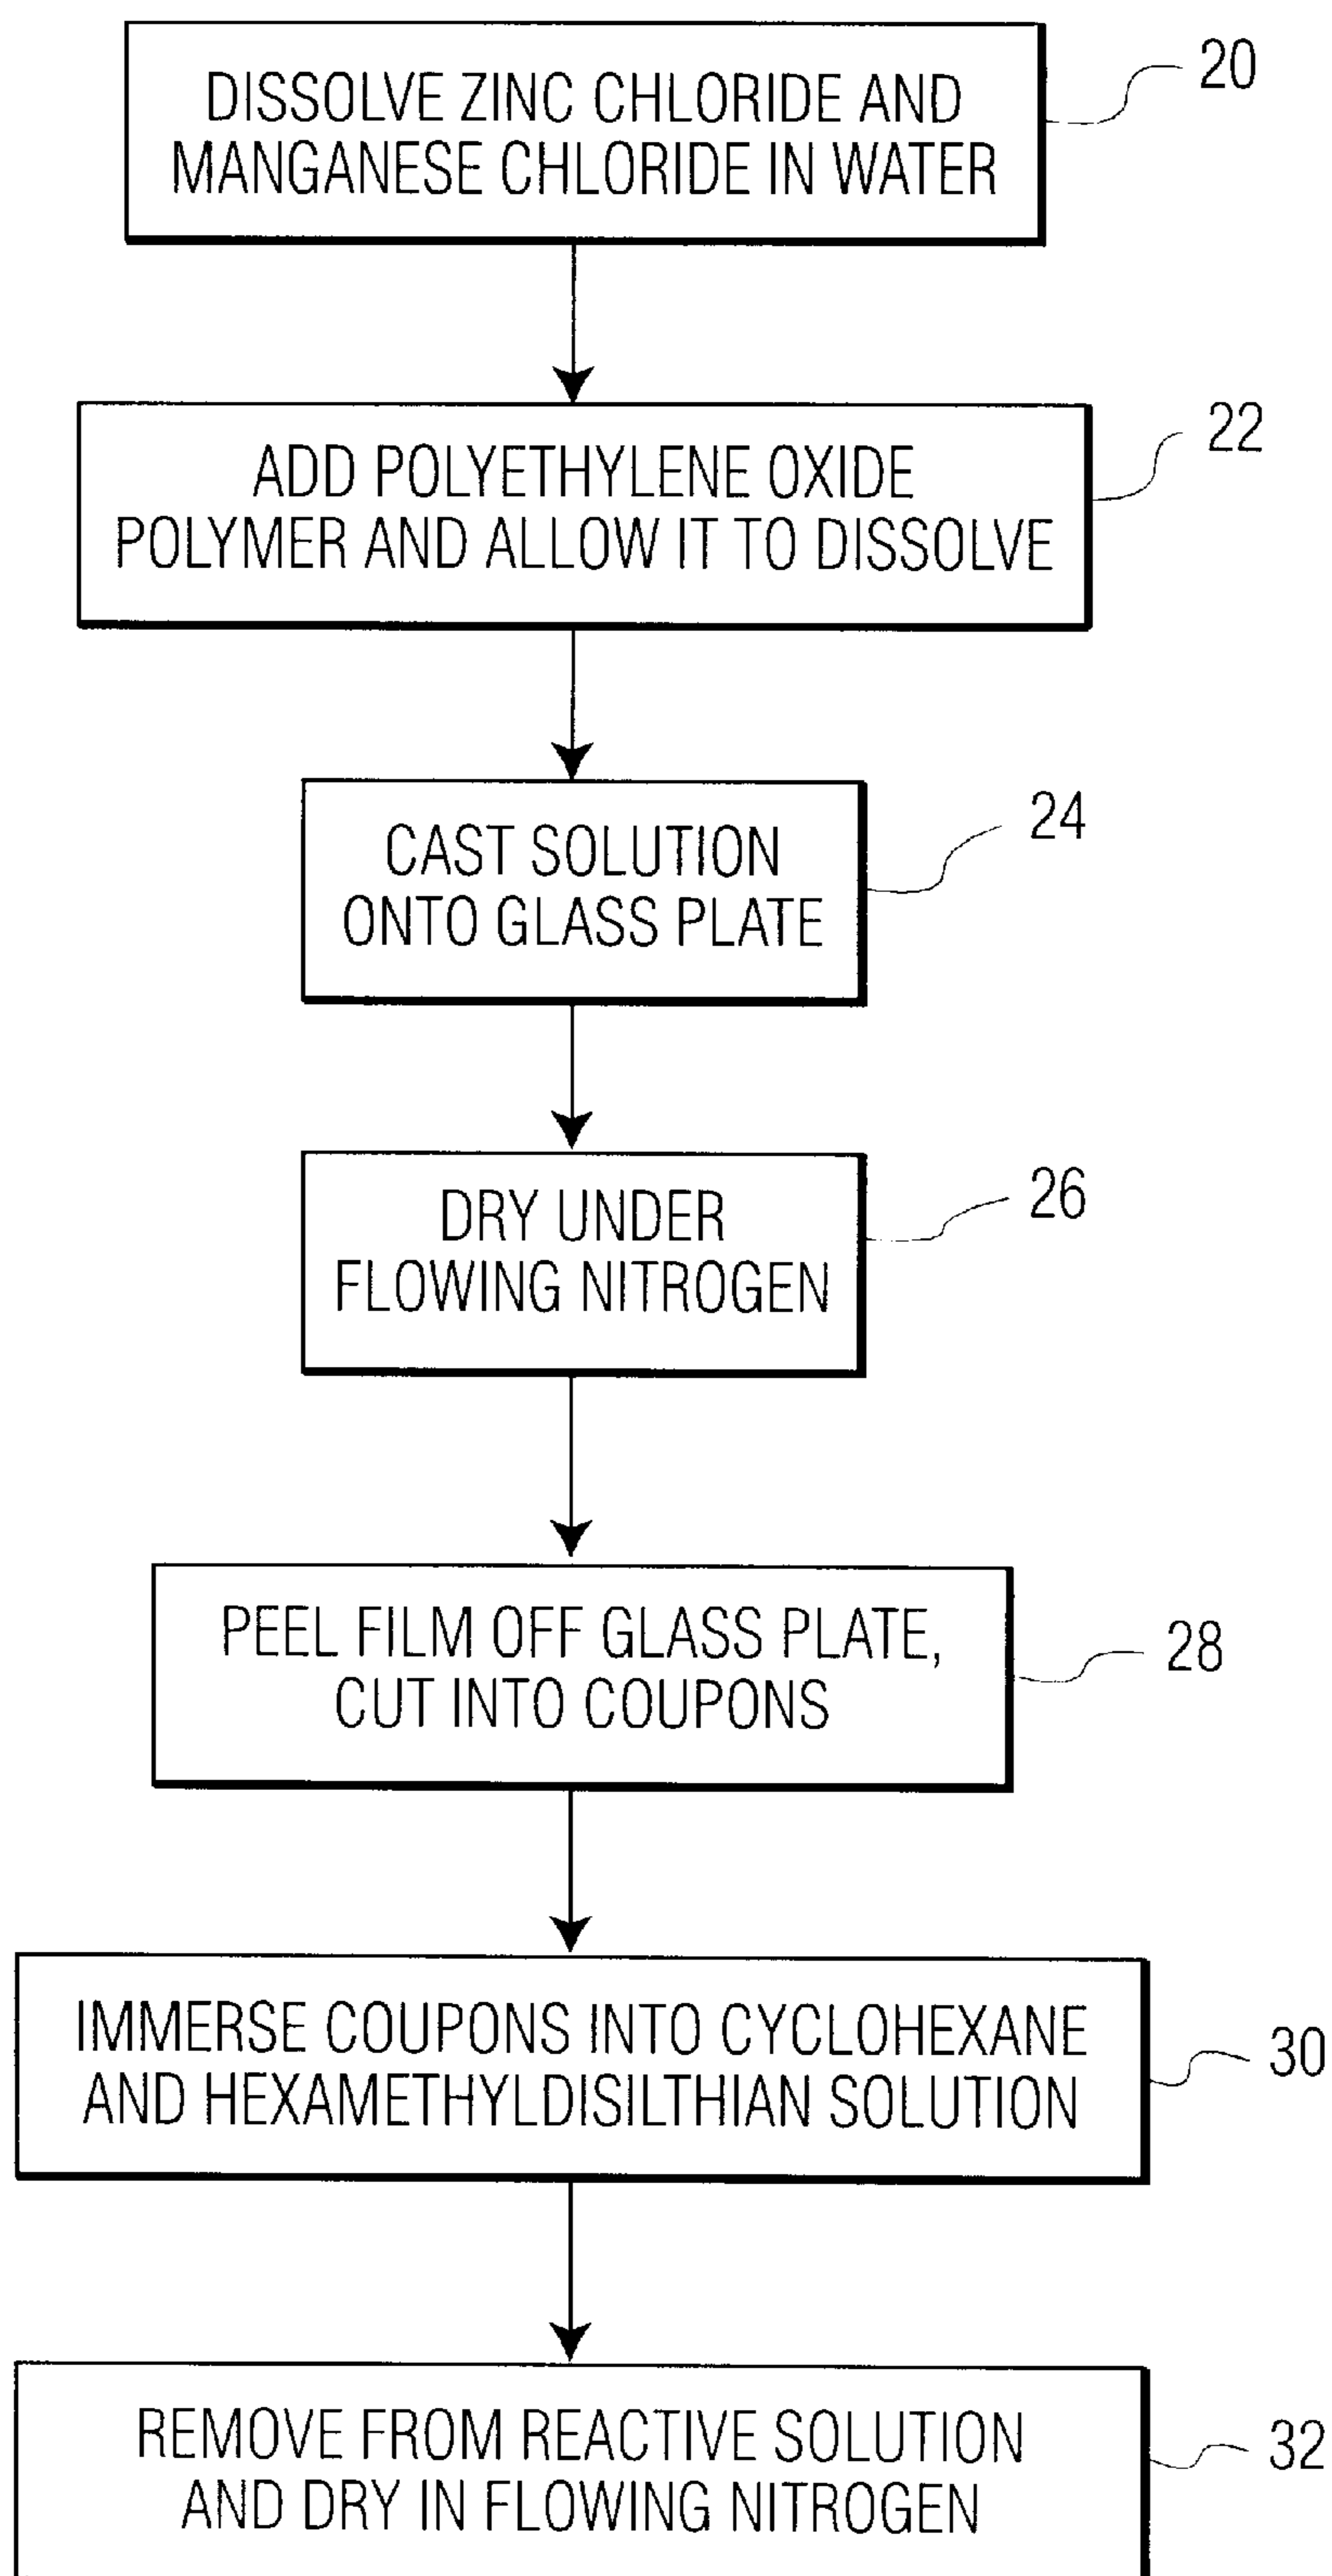 DISSOLVE ZINC CHLORIDE AND
MANGANESE CHLORIDE IN WATER
20
ADD POLYETHYLENE OXIDE
POLYMER AND ALLOW IT TO DISSOLVE
22
CAST SOLUTION
ONTO GLASS PLATE
24
DRY UNDER
FLOWING NITROGEN
26
PEEL FILM OFF GLASS PLATE,
CUT INTO COUPONS
28
IMMERSE COUPONS INTO CYCLOHEXANE
AND HEXAMETHYLDISILTHIAN SOLUTION
30
REMOVE FROM REACTIVE SOLUTION
AND DRY IN FLOWING NITROGEN
32